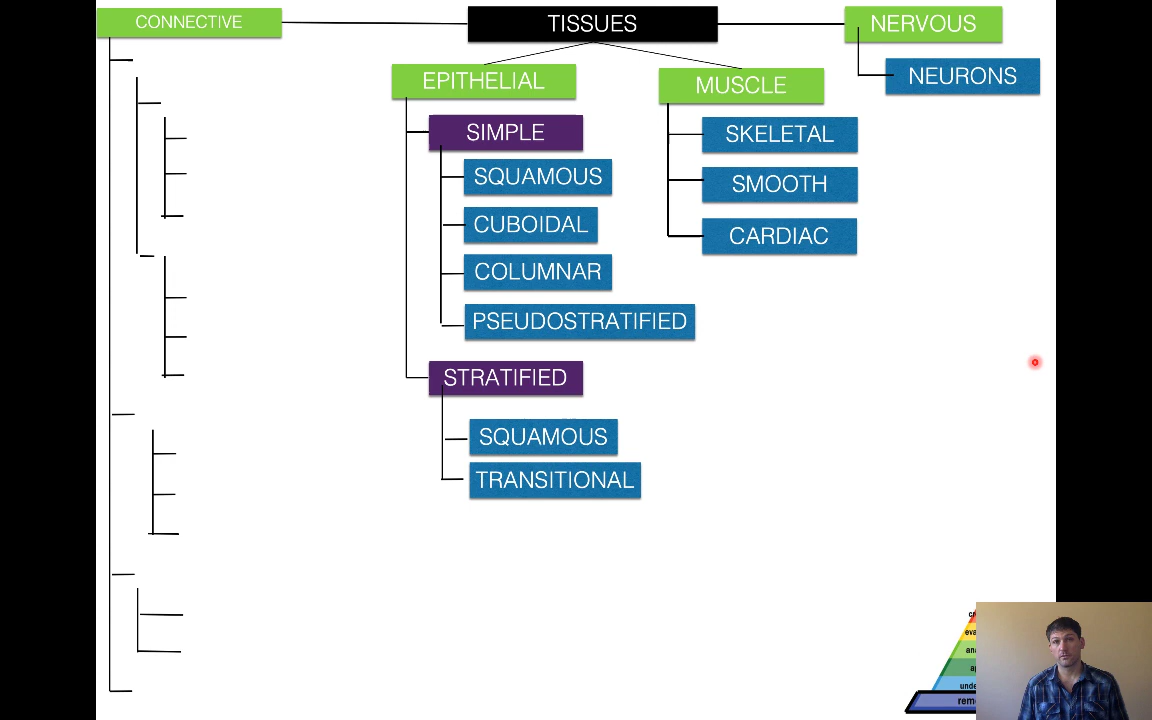 CONNECTIVE
TISSUES
NERVOUS
EPITHELIAL
MUSCLE
NEURONS
SIMPLE
SKELETAL
SQUAMOUS
SMOOTH
CUBOIDAL
CARDIAC
COLUMNAR
PSEUDOSTRATIFIED
STRATIFIED
SQUAMOUS
TRANSITIONAL